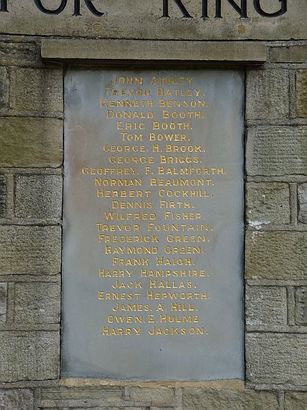 FOR KING
JOHN AINLEY.
TREVOR BATLEY.
KENNETH BENSON.
DONALD BOOTH.
ERIC BOOTH.
TOM BOWER.
GEORGE. H. BROOK.
GEORGE BRIGGS.
GEOFFREY. F. BALMFORTH.
NORMAN BEAUMONT.
HERBERT COCKHILL.
DENNIS FIRTH.
WILFRED FISHER.
TREVOR FOUNTAIN.
FREDERICK GREEN.
RAYMOND GREEN.
FRANK HAIGH.
HARRY HAMPSHIRE.
JACK HALLAS.
ERNEST HEPWORTH.
JAMES. A. HILL.
OWEN. E. HULME.
HARRY JACKSON.